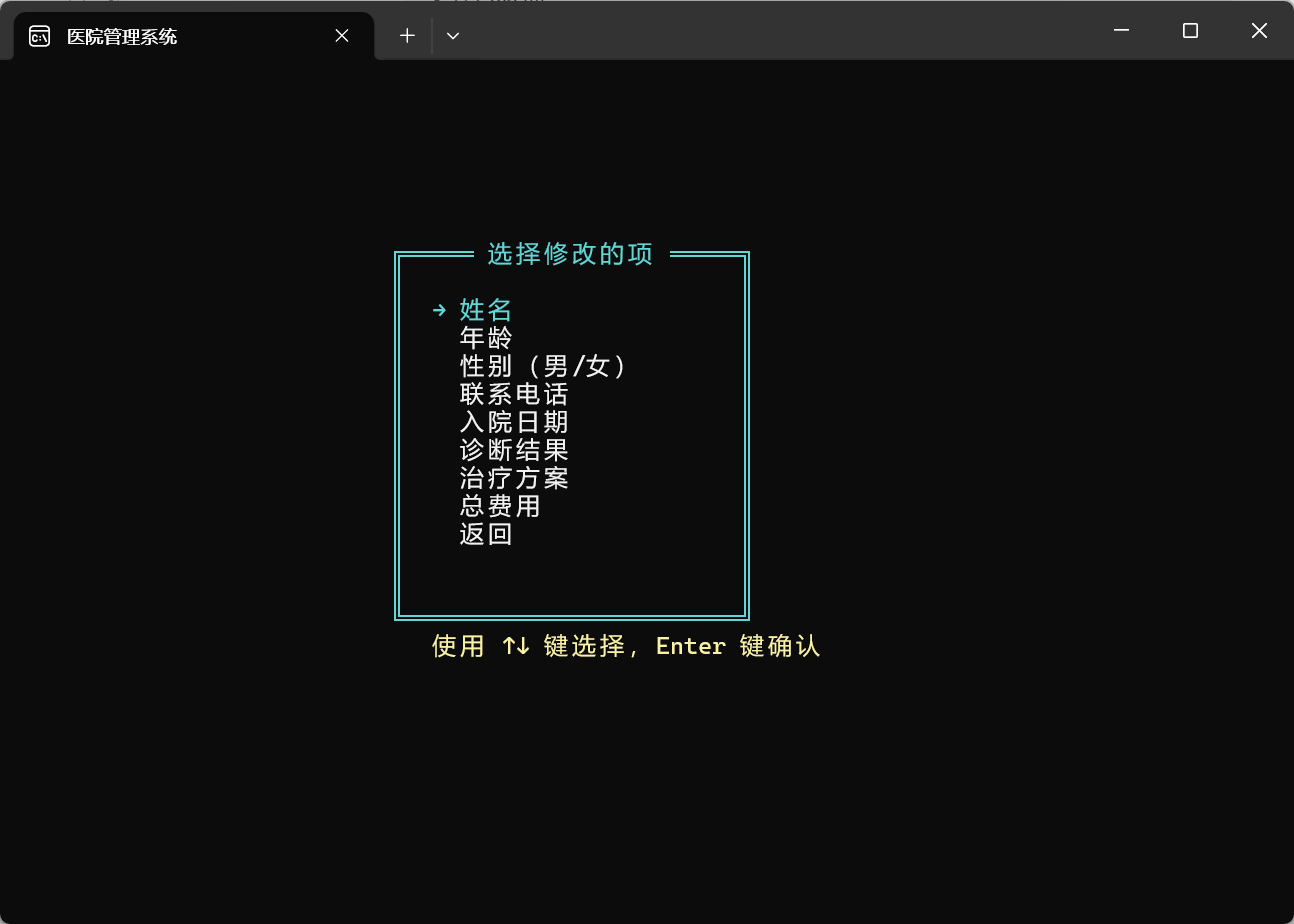 医院管理系统
选择修改的项
→ 姓名
年龄
性别（男/女）
联系电话
入院日期
诊断结果
治疗方案
总费用
返回
使用 ↑↓ 键选择，Enter 键确认